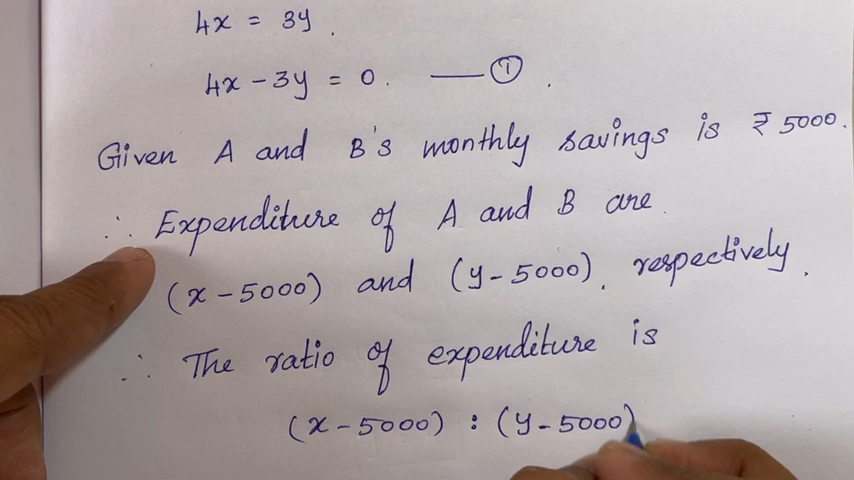 4x = 3y.
4x - 3y = 0. — ①.
Given A and B's monthly savings is ₹ 5000.
∴ Expenditure of A and B are
(x - 5000) and (y - 5000), respectively.
∴ The ratio of expenditure is
(x - 5000) : (y - 5000)